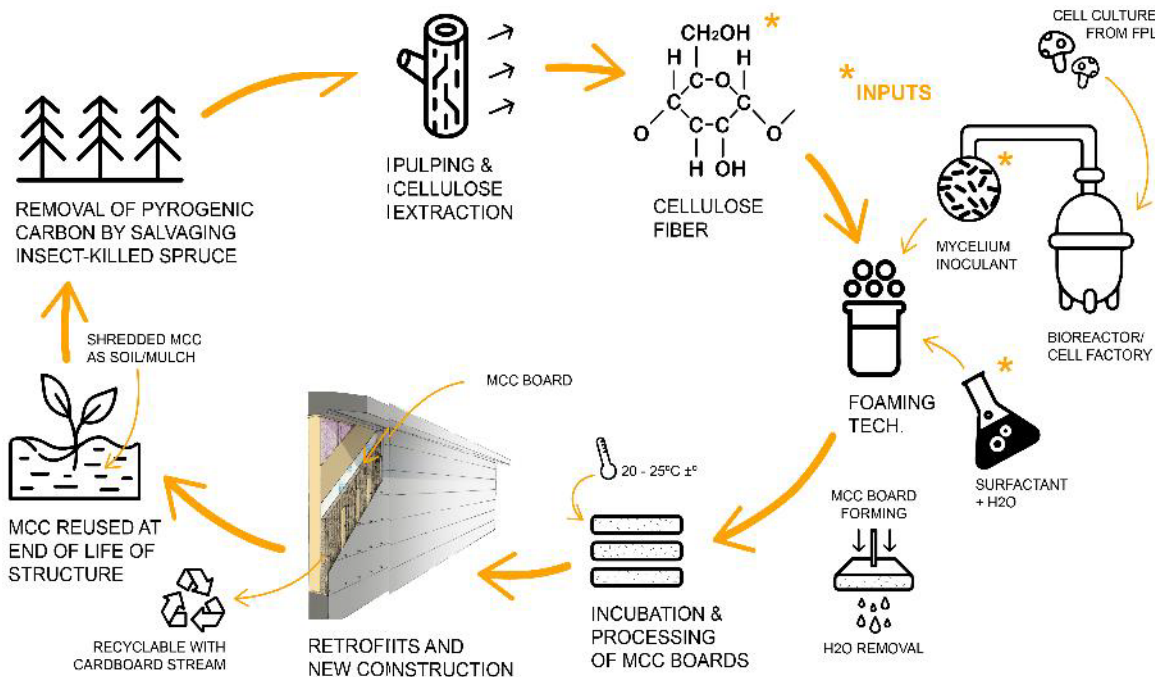 CELL CULTURE
FROM FPL
CH₂OH *
H
H
C
O
C
C
O
C
C
O
H
OH
* INPUTS
*
REMOVAL OF PYROGENIC
CARBON BY SALVAGING
INSECT-KILLED SPRUCE
PULPING &
CELLULOSE
EXTRACTION
CELLULOSE
FIBER
MYCELIUM
INOCULANT
BIOREACTOR/
CELL FACTORY
SHREDDED MCC
AS SOIL/MULCH
MCC BOARD
FOAMING
TECH.
*
SURFACTANT
+ H2O
20 - 25ºC ±º
MCC BOARD
FORMING
H2O REMOVAL
MCC REUSED AT
END OF LIFE OF
STRUCTURE
RECYCLABLE WITH
CARDBOARD STREAM
RETROFITS AND
NEW CONSTRUCTION
INCUBATION &
PROCESSING
OF MCC BOARDS